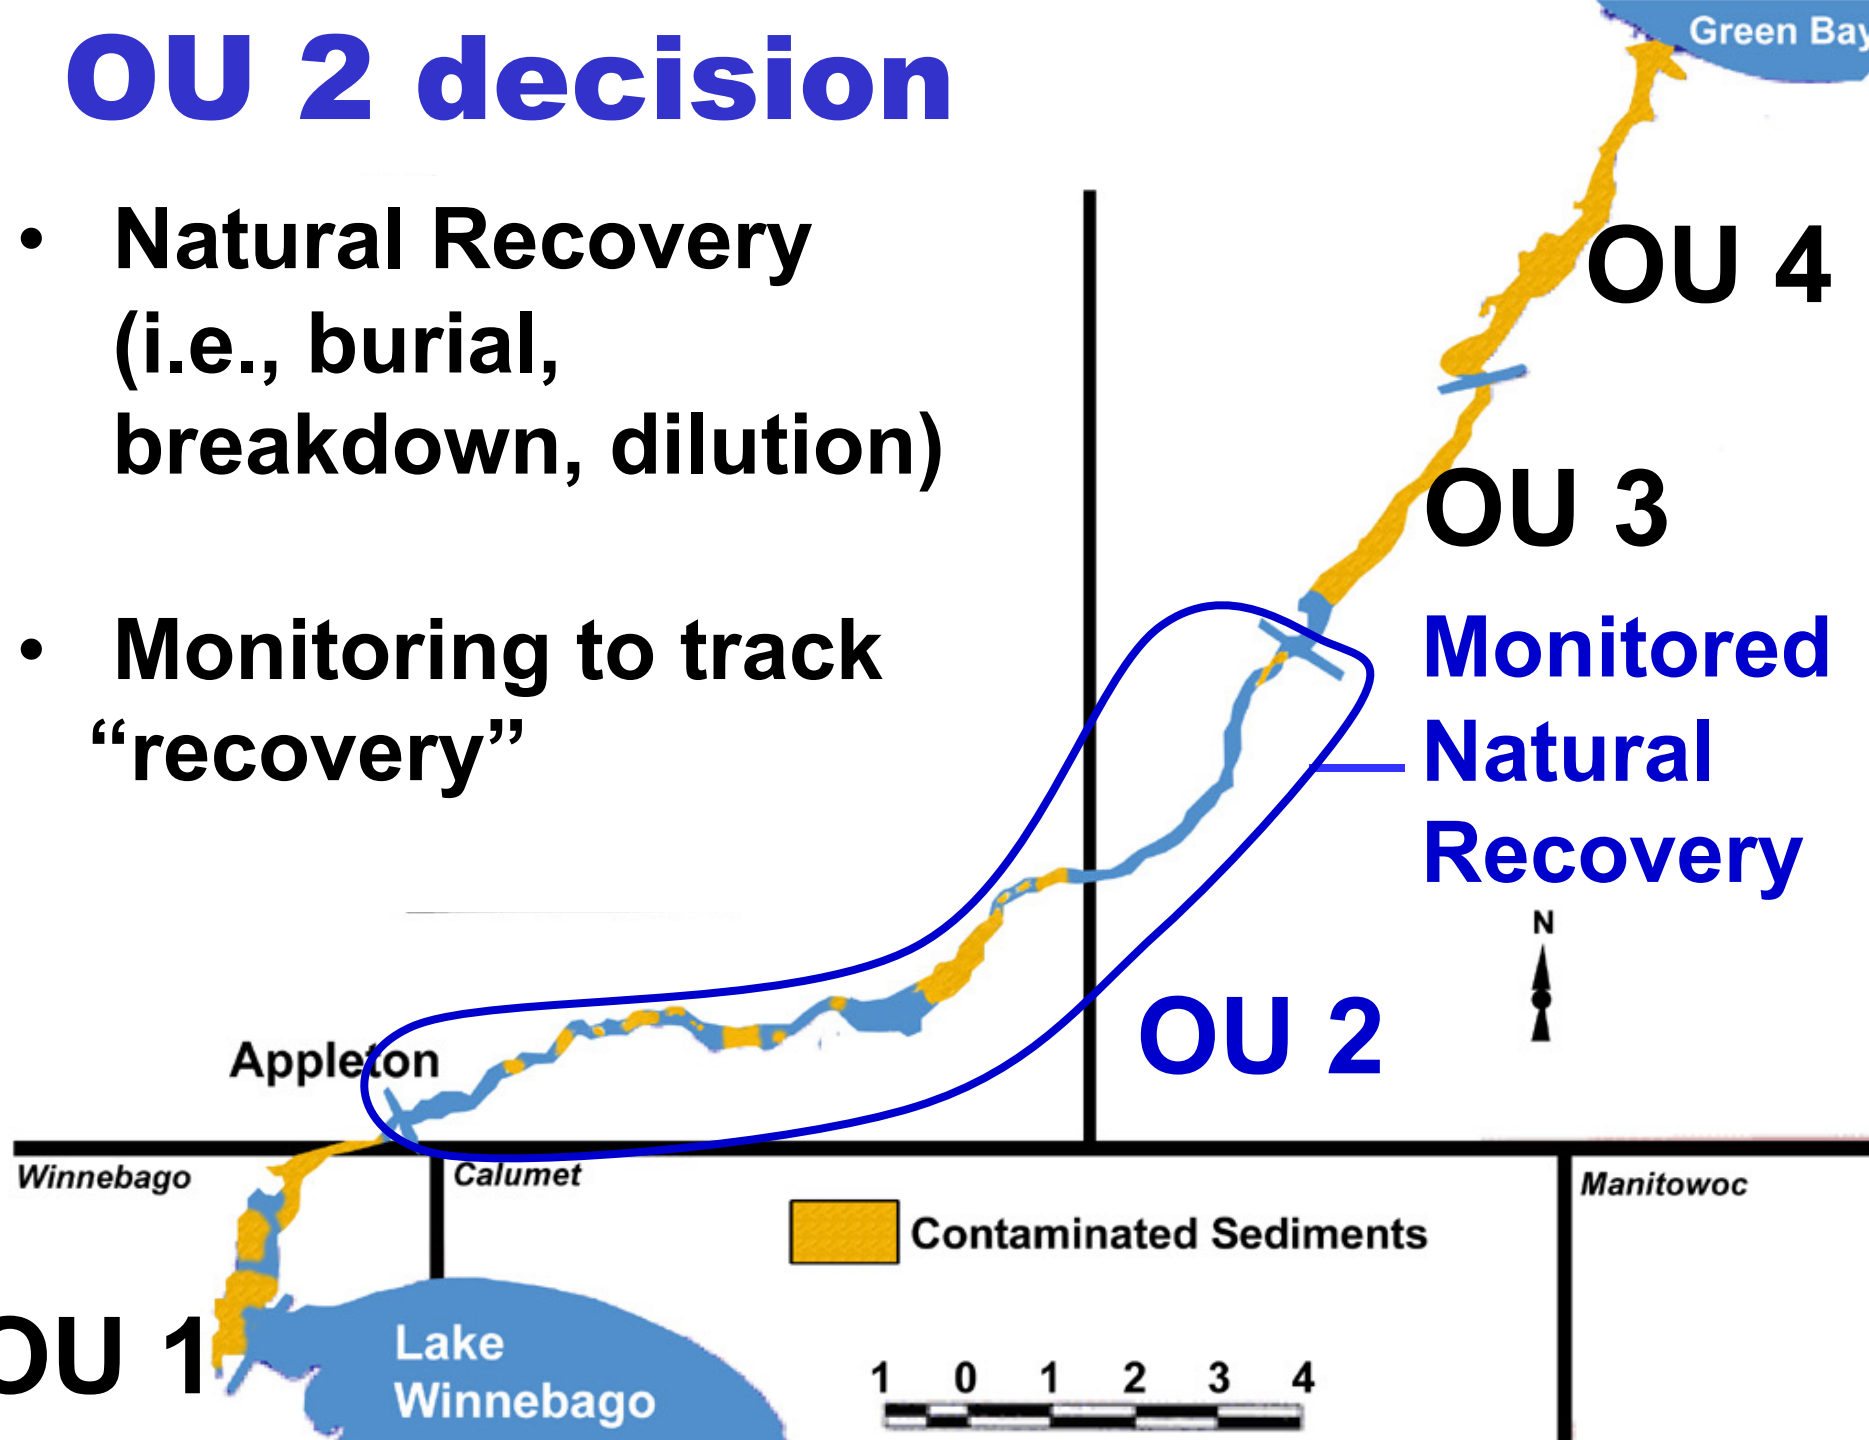 OU 2 decision
• Natural Recovery
(i.e., burial,
breakdown, dilution)
• Monitoring to track
“recovery”
Green Bay
OU 4
OU 3
Monitored
Natural
Recovery
N
OU 2
Appleton
Winnebago
Calumet
Manitowoc
Contaminated Sediments
OU 1
Lake
Winnebago
1 0 1 2 3 4